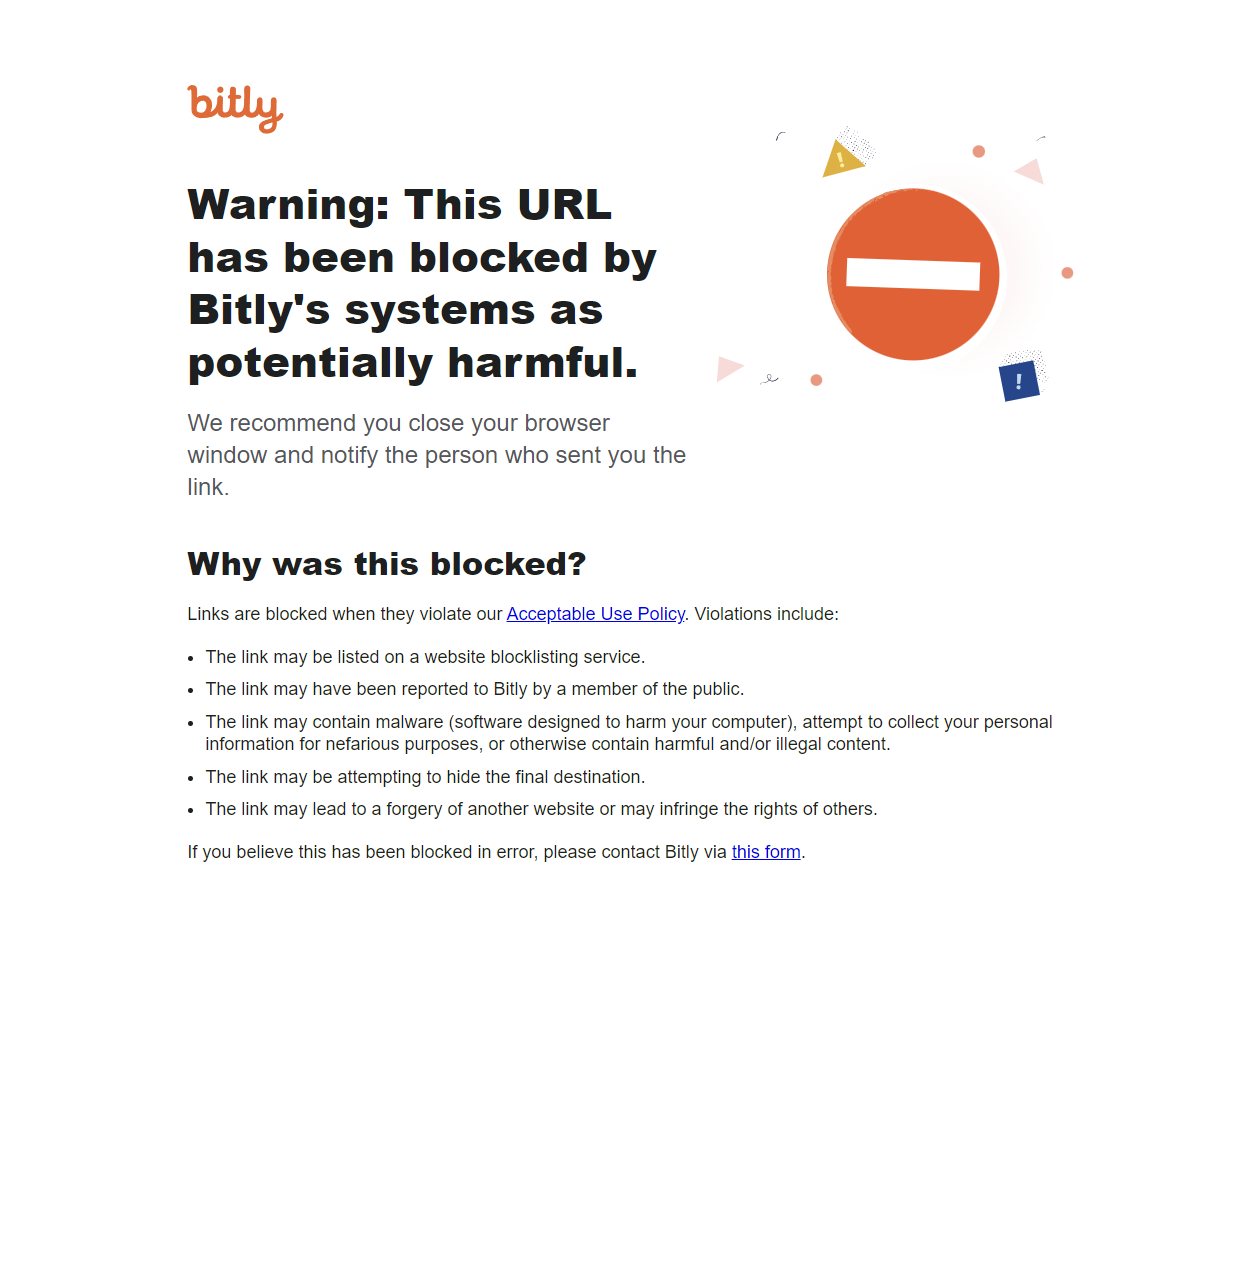 bitly
Warning: This URL
has been blocked by
Bitly's systems as
potentially harmful.
We recommend you close your browser
window and notify the person who sent you the
link.
Why was this blocked?
Links are blocked when they violate our Acceptable Use Policy. Violations include:
• The link may be listed on a website blocklisting service.
• The link may have been reported to Bitly by a member of the public.
• The link may contain malware (software designed to harm your computer), attempt to collect your personal
information for nefarious purposes, or otherwise contain harmful and/or illegal content.
• The link may be attempting to hide the final destination.
• The link may lead to a forgery of another website or may infringe the rights of others.
If you believe this has been blocked in error, please contact Bitly via this form.